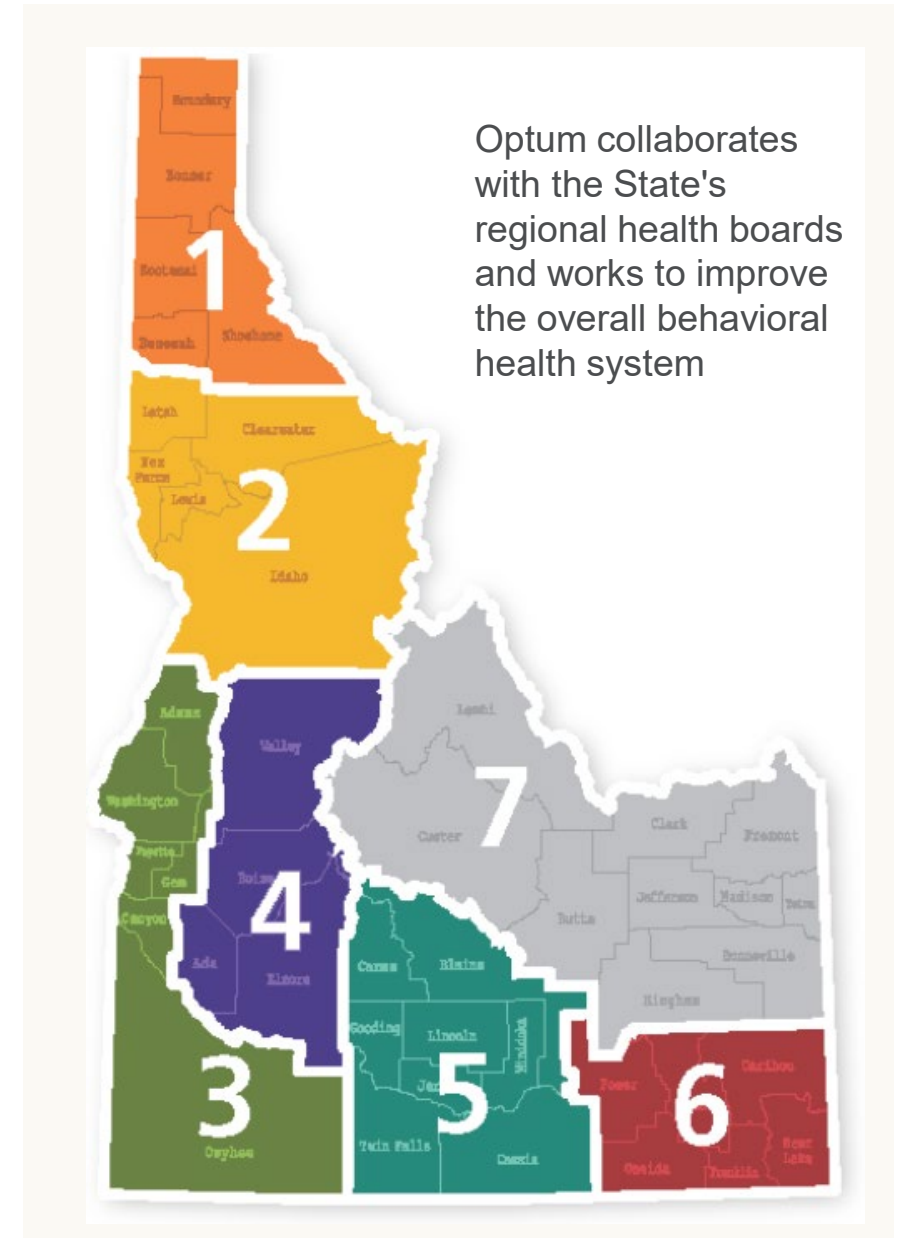 Optum collaborates
with the State's
regional health boards
and works to improve
the overall behavioral
health system
Boundary
Bonner
1
Kootenai
Shoshone
Benewah
Latah
Clearwater
Nez
Perce
Lewis
2
Idaho
Adams
Valley
Lemhi
Washington
7
Clark
Fremont
Custer
Payette
Gem
Boise
4
Jefferson
Madison
Teton
Canyon
Butte
Ada
Elmore
Camas
Blaine
Bonneville
Bingham
Gooding
Lincoln
Minidoka
3
5
6
Power
Caribou
Owyhee
Twin Falls
Cassia
Oneida
Franklin
Bear
Lake